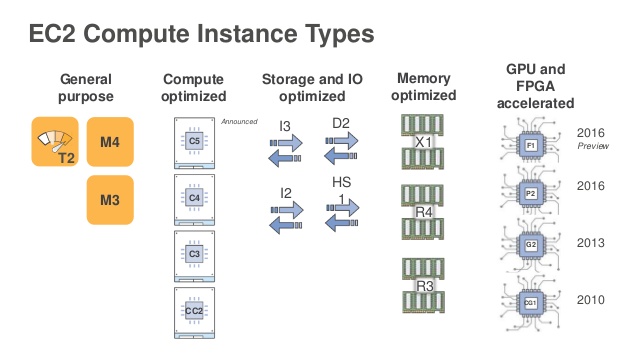 EC2 Compute Instance Types
General
purpose
Compute
optimized
Storage and IO
optimized
Memory
optimized
GPU and
FPGA
accelerated
T2
M4
M3
Announced
C5
C4
C3
CC2
I3
D2
I2
HS
1
X1
R4
R3
F1
2016
Preview
P2
2016
G2
2013
CG1
2010